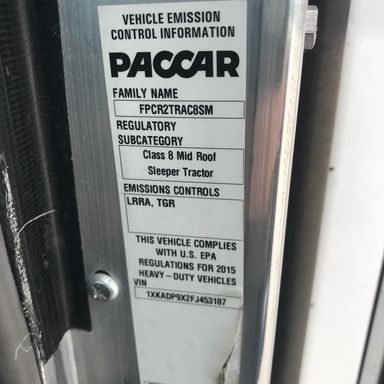 VEHICLE EMISSION
CONTROL INFORMATION
PACCAR
FAMILY NAME
FPCR2TRAC8SM
REGULATORY
SUBCATEGORY
Class 8 Mid Roof
Sleeper Tractor
EMISSIONS CONTROLS
LRRA, TGR
THIS VEHICLE COMPLIES
WITH U.S. EPA
REGULATIONS FOR 2015
HEAVY-DUTY VEHICLES
VIN
1XKADP9X2FJ453187